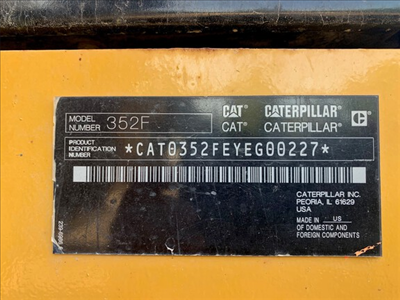 CAT CATERPILLAR C
MODEL NUMBER 352F CAT® CATERPILLAR®
PRODUCT
IDENTIFICATION *CAT0352FEYEG00227*
NUMBER
CATERPILLAR INC.
PEORIA, IL 61629
USA
MADE IN US
OF DOMESTIC AND
FOREIGN COMPONENTS